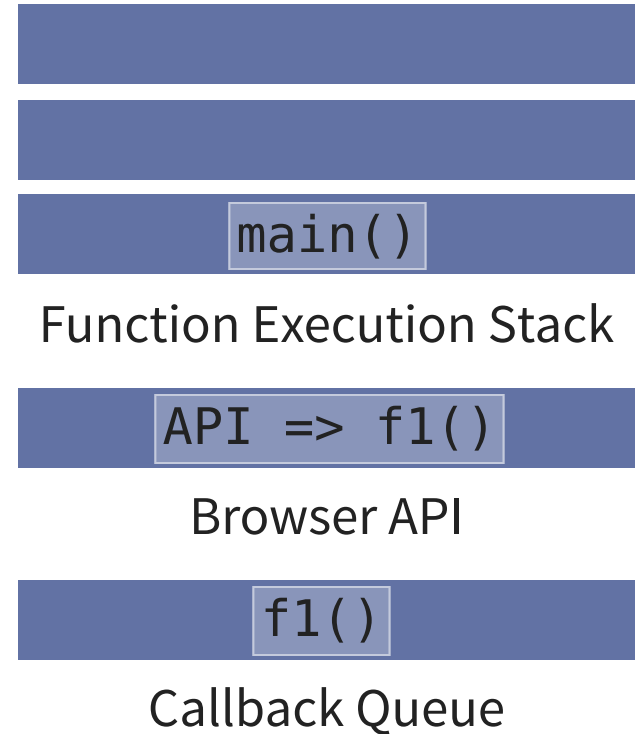 main()
Function Execution Stack
API => f1()
Browser API
f1()
Callback Queue